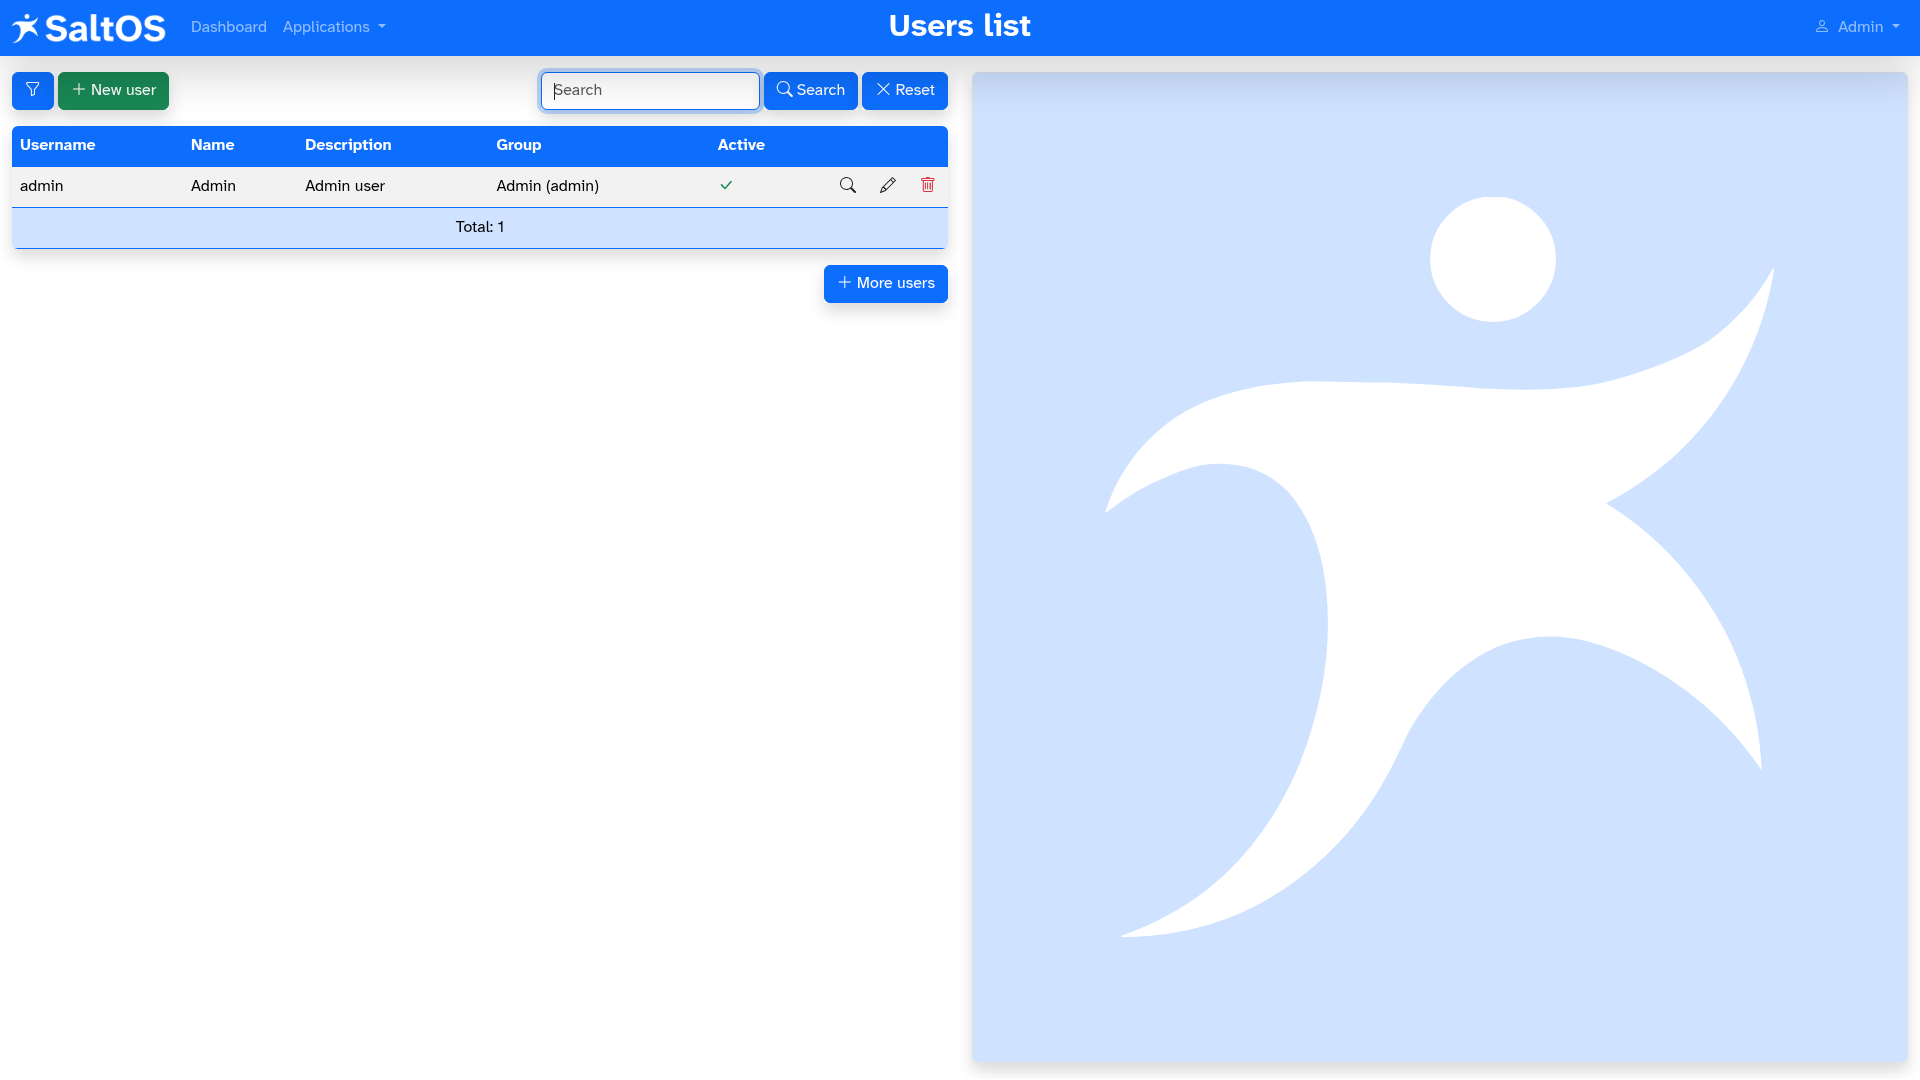 SaltOS Dashboard Applications Users list Admin
New user Search Search Reset
Username Name Description Group Active
admin Admin Admin user Admin (admin)
Total: 1
More users